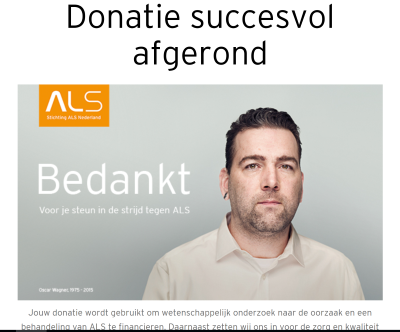 Donatie succesvol
afgerond
ALS
Stichting ALS Nederland
Bedankt
Voor je steun in de strijd tegen ALS
Oscar Wegner, 1975 - 2015
Jouw donatie wordt gebruikt om wetenschappelijk onderzoek naar de oorzaak en een
behandeling van ALS te financieren. Daarnaast zetten wij ons in voor de zorg en kwaliteit